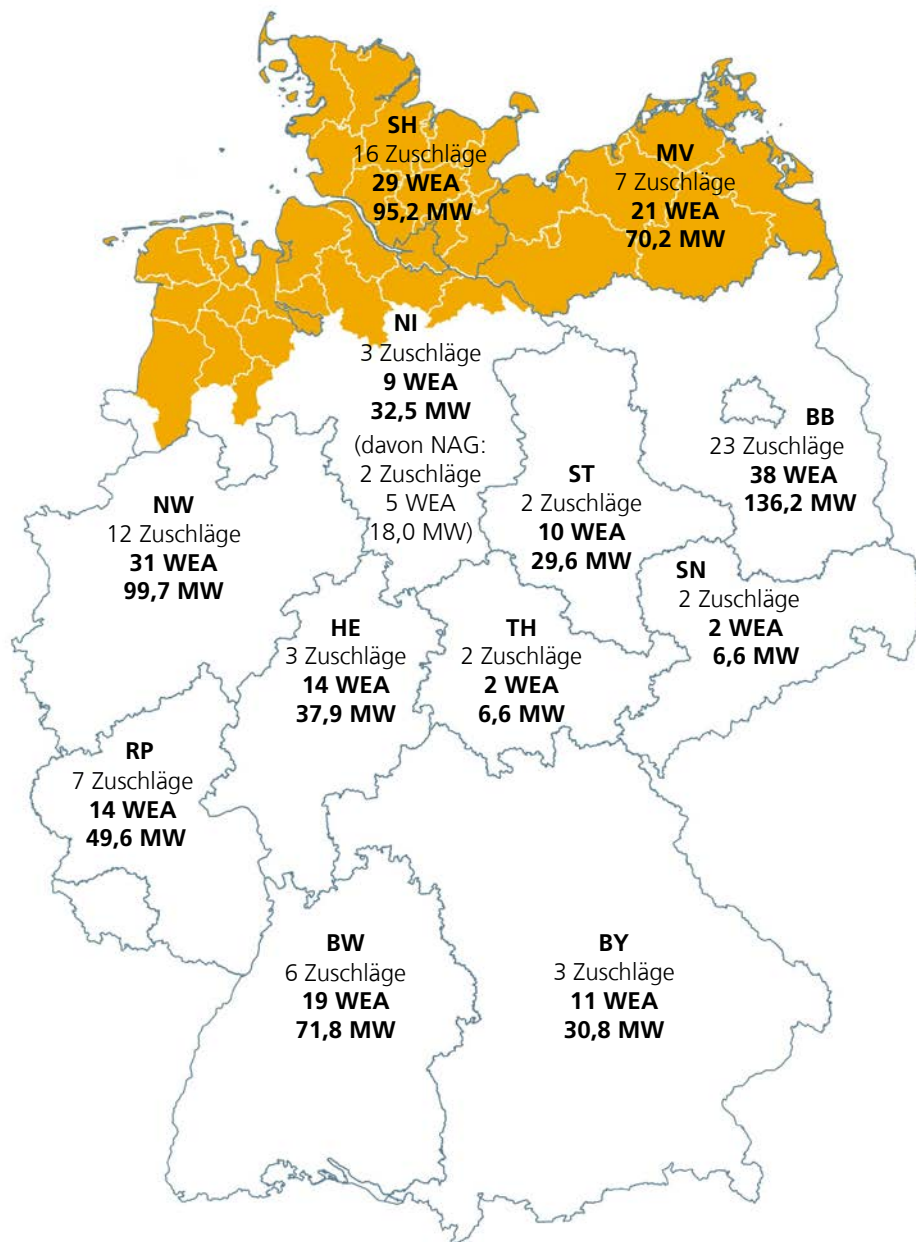 SH
16 Zuschläge
29 WEA
95,2 MW
MV
7 Zuschläge
21 WEA
70,2 MW
NI
3 Zuschläge
9 WEA
32,5 MW
(davon NAG:
2 Zuschläge
5 WEA
18,0 MW)
BB
23 Zuschläge
38 WEA
136,2 MW
ST
2 Zuschläge
10 WEA
29,6 MW
NW
12 Zuschläge
31 WEA
99,7 MW
SN
2 Zuschläge
2 WEA
6,6 MW
HE
3 Zuschläge
14 WEA
37,9 MW
TH
2 Zuschläge
2 WEA
6,6 MW
RP
7 Zuschläge
14 WEA
49,6 MW
BW
6 Zuschläge
19 WEA
71,8 MW
BY
3 Zuschläge
11 WEA
30,8 MW